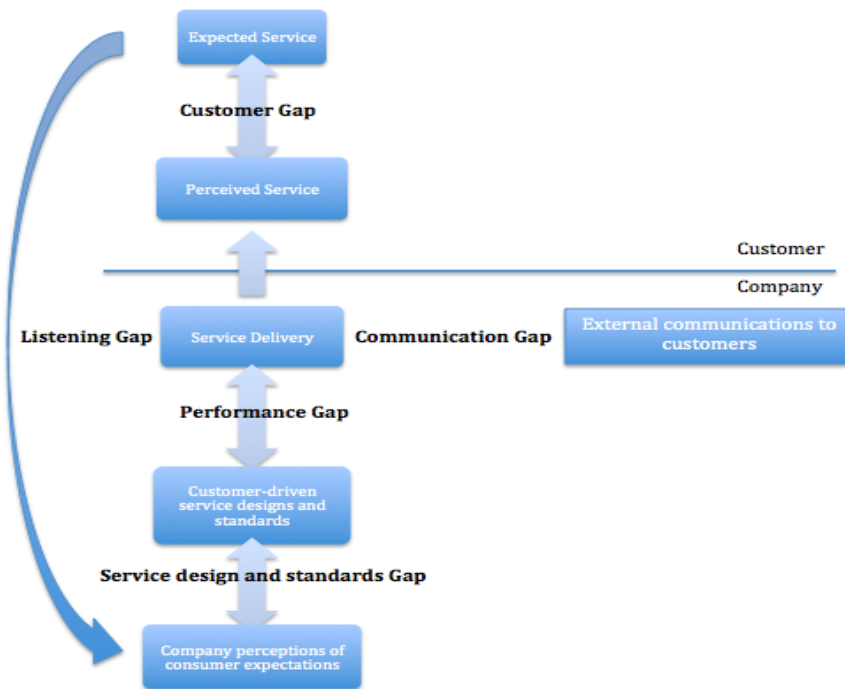 Expected Service
Customer Gap
Perceived Service
Customer
Company
Listening Gap
Service Delivery
Communication Gap
External communications to
customers
Performance Gap
Customer-driven
service designs and
standards
Service design and standards Gap
Company perceptions of
consumer expectations